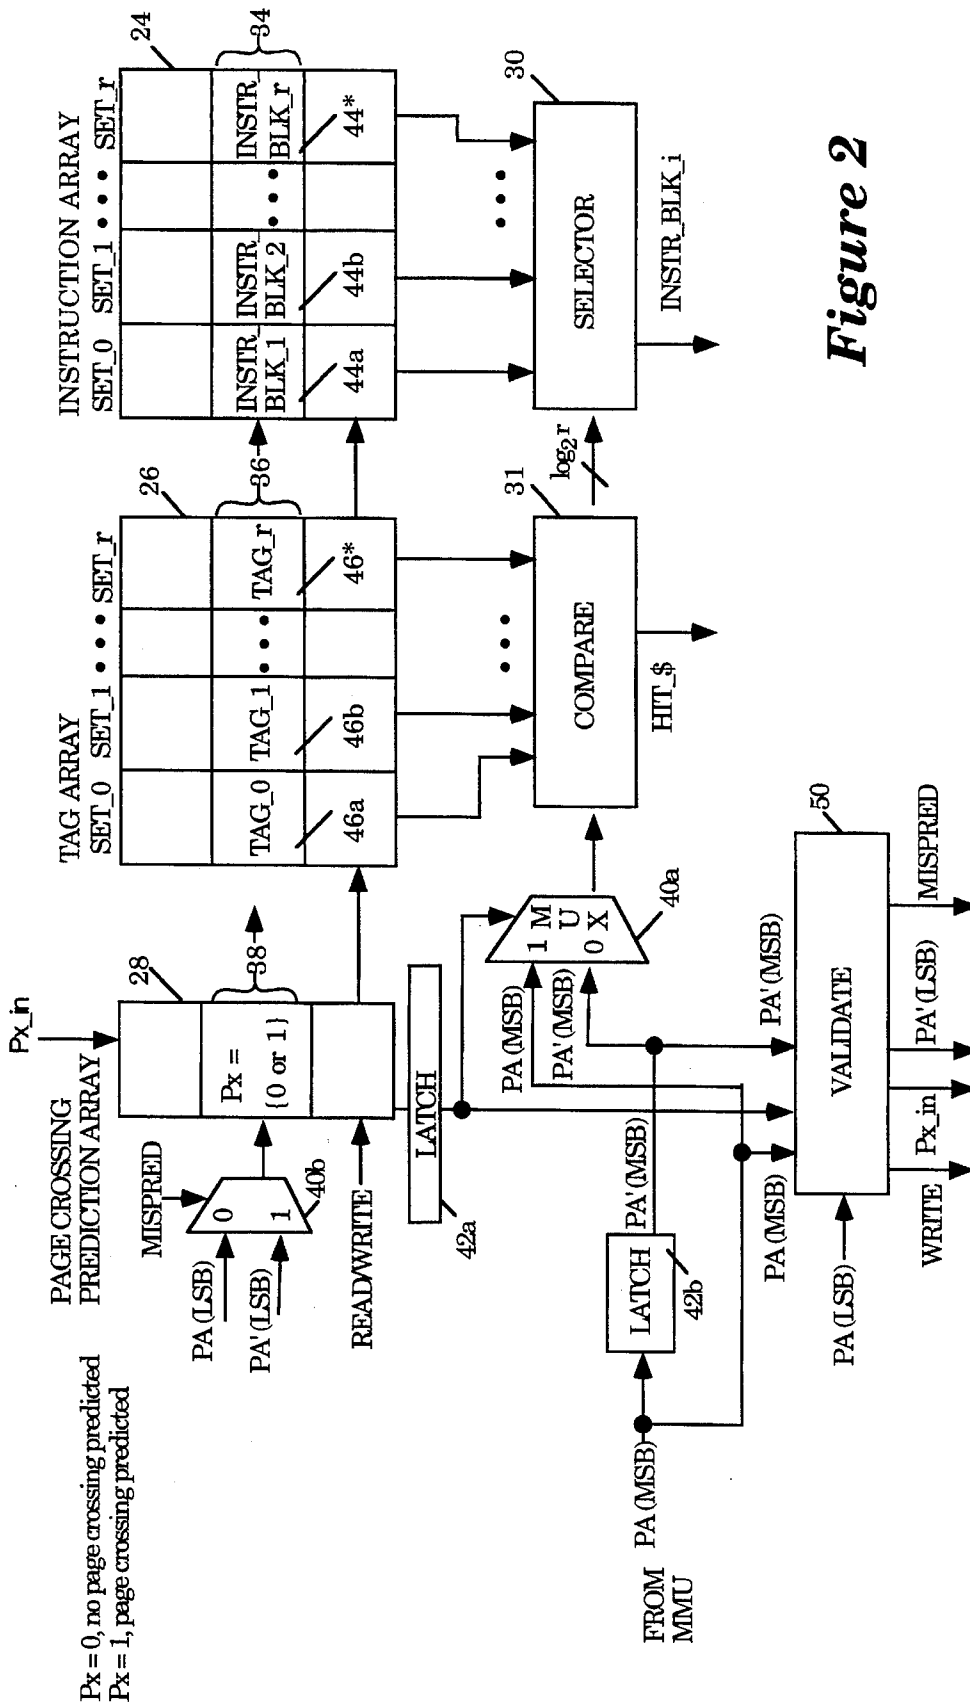 Px = 0, no page crossing predicted
Px = 1, page crossing predicted
PAGE CROSSING
PREDICTION ARRAY
Px_in
28
MISPRED
PA(LSB)
PA'(LSB)
0
1
40b
READ/WRITE
Px =
{0 or 1}
38
LATCH
42a
TAG ARRAY
SET_0 SET_1 ••• SET_r
26
TAG_0 TAG_1 ••• TAG_r
46a 46b 46*
36
INSTRUCTION ARRAY
SET_0 SET_1 ••• SET_r
24
INSTR_
BLK_1
INSTR_
BLK_2
•••
INSTR_
BLK_r
44a 44b 44*
34
•••
•••
PA(MSB)
PA'(MSB)
1
0
M
U
X
40a
COMPARE
31
HIT_$
log2r
SELECTOR
30
INSTR_BLK_i
FROM
MMU
PA(MSB)
LATCH
42b
PA'(MSB)
PA(MSB)
PA'(MSB)
PA(LSB)
VALIDATE
50
WRITE
Px_in
PA'(LSB)
MISPRED
Figure 2